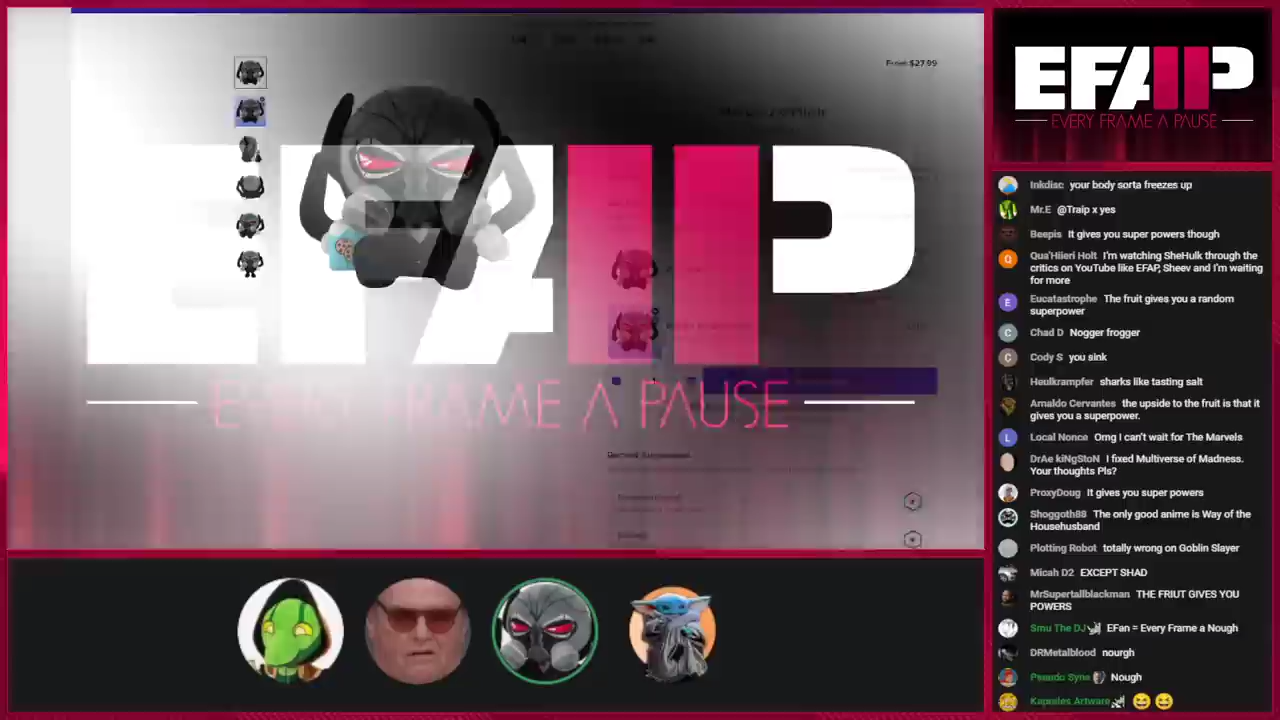 From $27.99
EFAP
EVERY FRAME A PAUSE
EFAP
EVERY FRAME A PAUSE
Inkdisc your body sorta freezes up
Mr.E @Traip x yes
Beepis It gives you super powers though
Qua'Hiieri Holt I'm watching SheHulk through the
critics on YouTube like EFAP, Sheev and I'm waiting
for more
Eucatastrophe The fruit gives you a random
superpower
Chad D Nogger frogger
Cody S you sink
Heulkrampfer sharks like tasting salt
Arnaldo Cervantes the upside to the fruit is that it
gives you a superpower.
Local Nonce Omg I can't wait for The Marvels
DrAe kiNgStoN I fixed Multiverse of Madness.
Your thoughts Pls?
ProxyDoug It gives you super powers
Shoggoth88 The only good anime is Way of the
Househusband
Plotting Robot totally wrong on Goblin Slayer
Micah D2 EXCEPT SHAD
MrSupertallblackman THE FRIUT GIVES YOU
POWERS
Smu The DJ EFan = Every Frame a Nough
DRMetalblood nourgh
Pseudo Syne Nough
Kaproles Artware